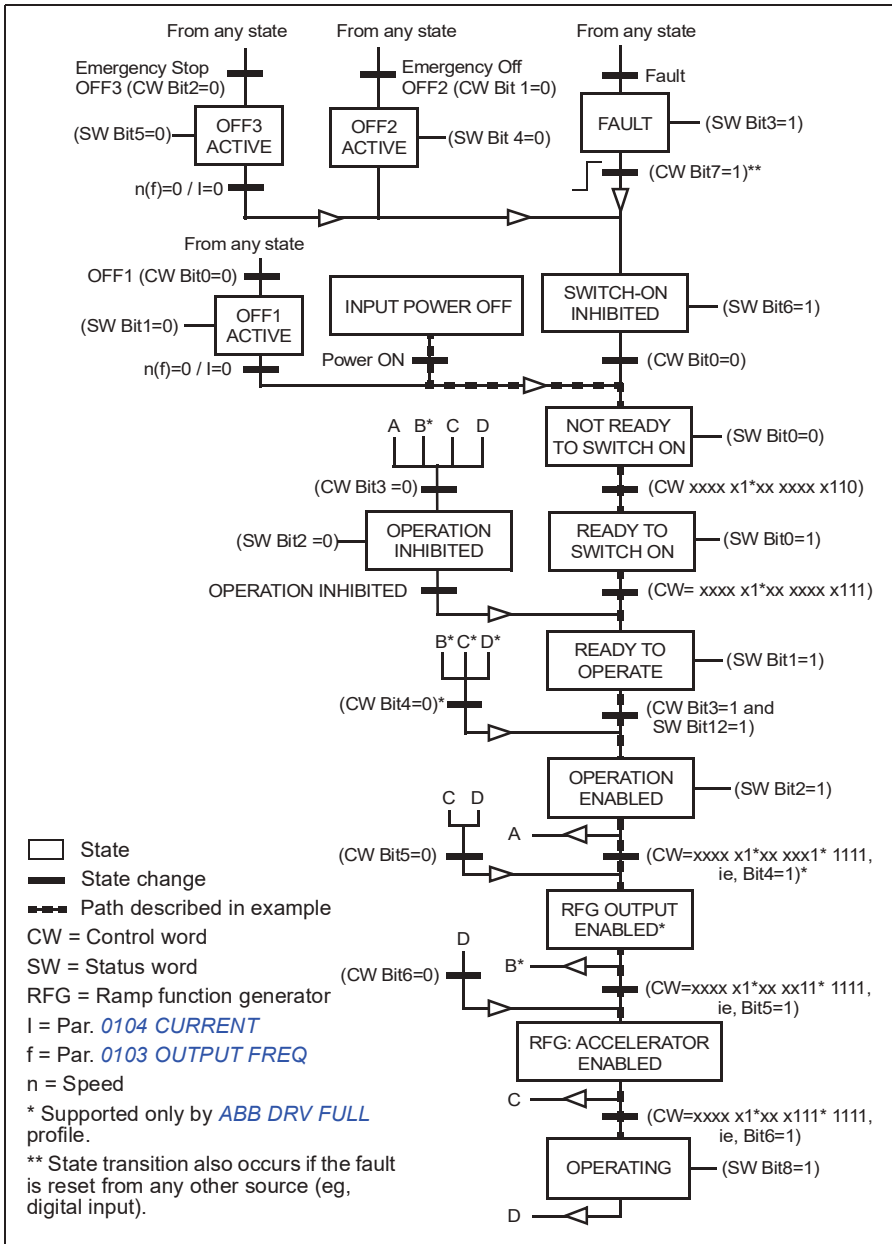 From any state
From any state
From any state
Emergency Stop
OFF3 (CW Bit2=0)
Emergency Off
OFF2 (CW Bit 1=0)
Fault
(SW Bit5=0)
OFF3
ACTIVE
OFF2
ACTIVE
(SW Bit 4=0)
FAULT
(SW Bit3=1)
n(f)=0 / I=0
(CW Bit7=1)**
From any state
OFF1 (CW Bit0=0)
(SW Bit1=0)
OFF1
ACTIVE
INPUT POWER OFF
SWITCH-ON
INHIBITED
(SW Bit6=1)
n(f)=0 / I=0
Power ON
(CW Bit0=0)
A B* C D
NOT READY
TO SWITCH ON
(SW Bit0=0)
(CW Bit3 =0)
(CW xxxx x1*xx xxxx x110)
(SW Bit2 =0)
OPERATION
INHIBITED
READY TO
SWITCH ON
(SW Bit0=1)
OPERATION INHIBITED
(CW= xxxx x1*xx xxxx x111)
B* C* D*
READY TO
OPERATE
(SW Bit1=1)
(CW Bit4=0)*
(CW Bit3=1 and
SW Bit12=1)
OPERATION
ENABLED
(SW Bit2=1)
C D
A
(CW Bit5=0)
(CW=xxxx x1*xx xxx1* 1111,
ie, Bit4=1)*
RFG OUTPUT
ENABLED*
D
B*
(CW Bit6=0)
(CW=xxxx x1*xx xx11* 1111,
ie, Bit5=1)
RFG: ACCELERATOR
ENABLED
C
(CW=xxxx x1*xx x111* 1111,
ie, Bit6=1)
OPERATING
(SW Bit8=1)
D
State
State change
Path described in example
CW = Control word
SW = Status word
RFG = Ramp function generator
I = Par. 0104 CURRENT
f = Par. 0103 OUTPUT FREQ
n = Speed
* Supported only by ABB DRV FULL
profile.
** State transition also occurs if the fault
is reset from any other source (eg,
digital input).